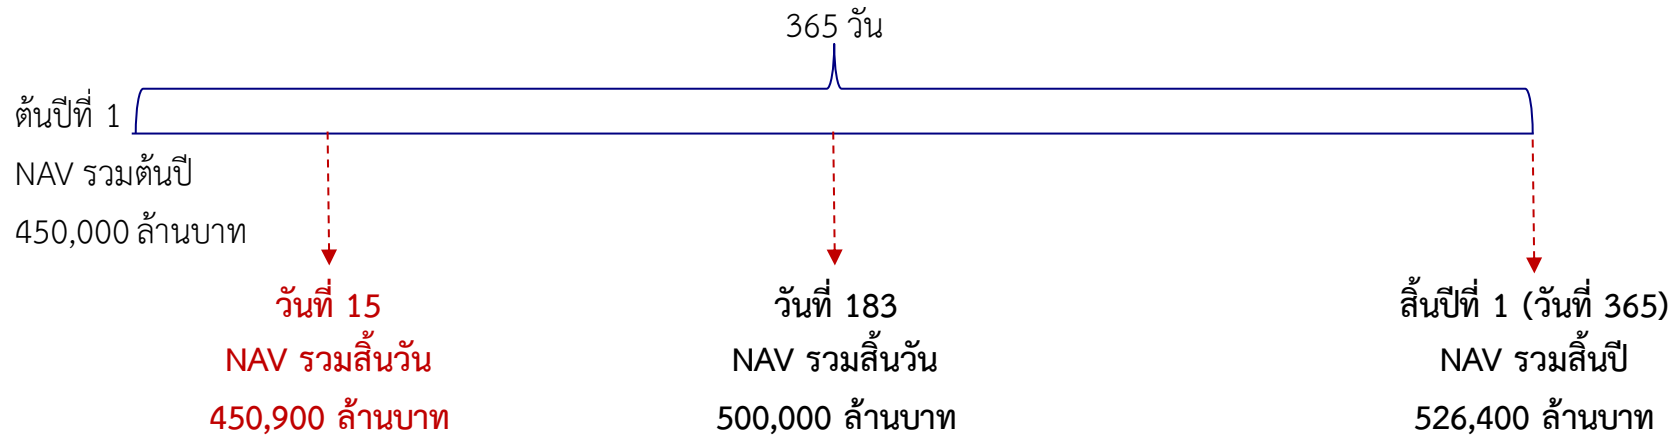 365 วัน
ต้นปีที่ 1
NAV รวมต้นปี
450,000 ล้านบาท
วันที่ 15
NAV รวมสิ้นวัน
450,900 ล้านบาท
วันที่ 183
NAV รวมสิ้นวัน
500,000 ล้านบาท
สิ้นปีที่ 1 (วันที่ 365)
NAV รวมสิ้นปี
526,400 ล้านบาท